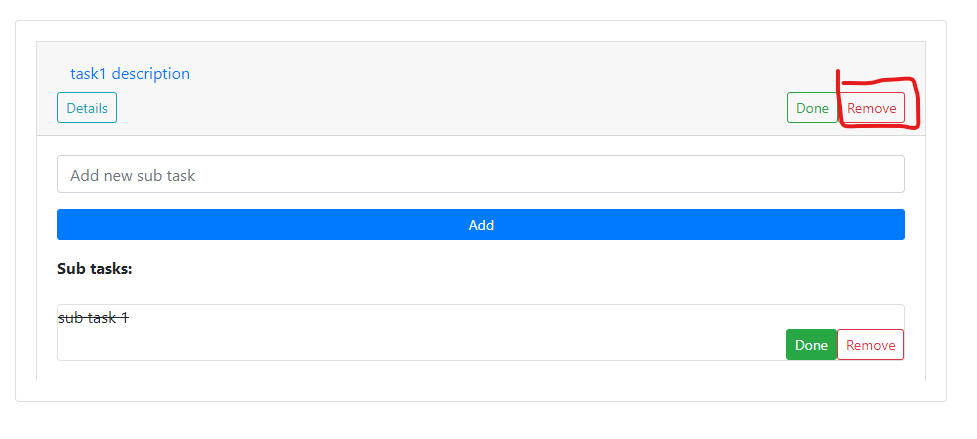 task1 description
Details Done Remove
Add new sub task
Add
Sub tasks:
sub task 1
Done Remove